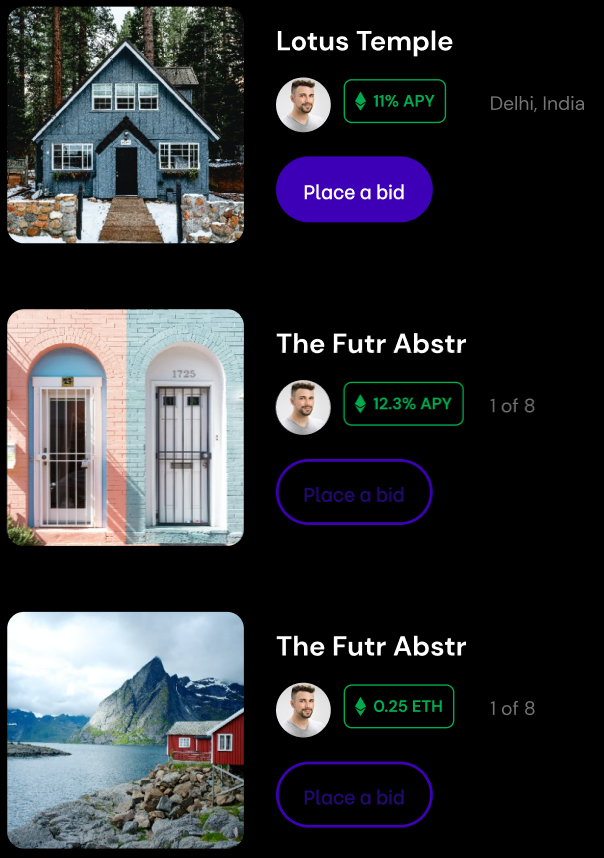 Lotus Temple
11% APY
Delhi, India
Place a bid
1725
The Futr Abstr
12.3% APY
1 of 8
Place a bid
The Futr Abstr
0.25 ETH
1 of 8
Place a bid